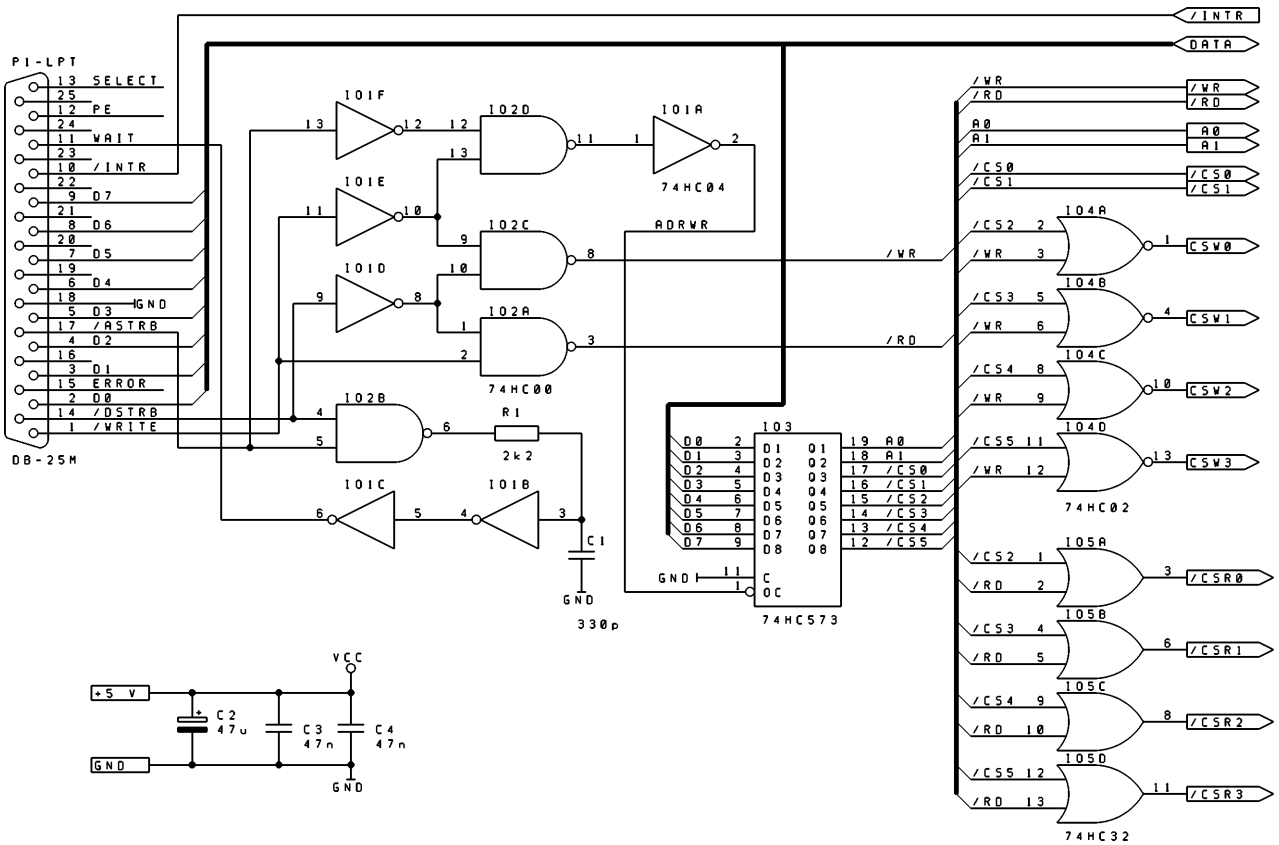 /INTR
DATA
P1-LPT
13 SELECT
25
12 PE
24
11 WAIT
23
10 /INTR
22
9 D7
21
8 D6
20
7 D5
19
6 D4
18 GND
5 D3
17 /ASTRB
4 D2
16
3 D1
15 ERROR
2 D0
14 /DSTRB
1 /WRITE
DB-25M
IO1F
13 12
IO1E
11 10
IO1D
9 8
IO2D
12 11
13
IO1A
1 2
74HC04
ADRWR
IO2C
9 8
10
/WR
IO2A
1 3
2
/RD
74HC00
IO2B
4 6
5
R1
2k2
IO1C
6 5
IO1B
4 3
C1
GND
330p
IO3
D0 2 D1 Q1 19 A0
D1 3 D2 Q2 18 A1
D2 4 D3 Q3 17 /CS0
D3 5 D4 Q4 16 /CS1
D4 6 D5 Q5 15 /CS2
D5 7 D6 Q6 14 /CS3
D6 8 D7 Q7 13 /CS4
D7 9 D8 Q8 12 /CS5
GND 11 C
1 OC
74HC573
/WR /WR
/RD /RD
A0 A0
A1 A1
/CS0 /CS0
/CS1 /CS1
IO4A
/CS2 2 1 CSW0
/WR 3
IO4B
/CS3 5 4 CSW1
/WR 6
IO4C
/CS4 8 10 CSW2
/WR 9
IO4D
/CS5 11 13 CSW3
/WR 12
74HC02
IO5A
/CS2 1 3 /CSR0
/RD 2
IO5B
/CS3 4 6 /CSR1
/RD 5
IO5C
/CS4 9 8 /CSR2
/RD 10
IO5D
/CS5 12 11 /CSR3
/RD 13
74HC32
VCC
+5 V
+
C2
47u
C3
47n
C4
47n
GND
GND